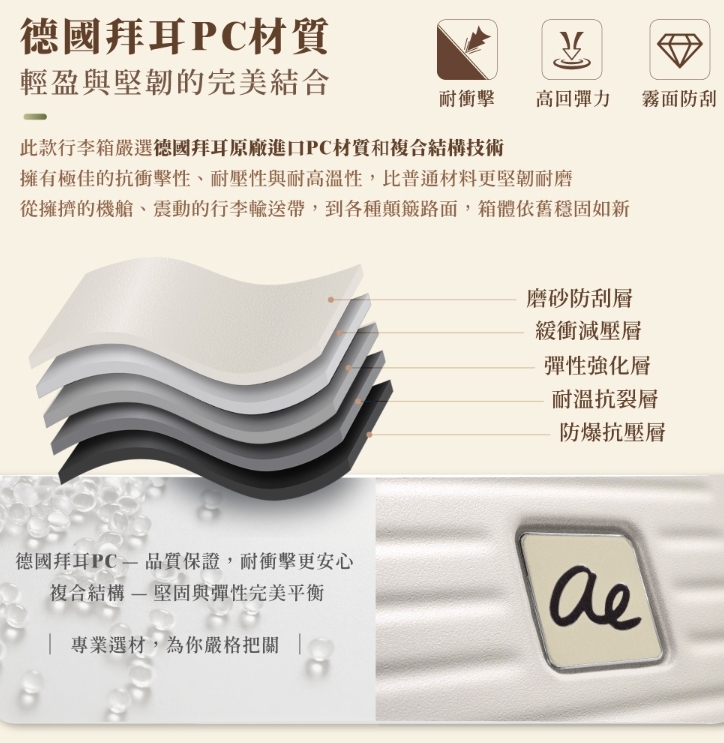 德國拜耳PC材質
輕盈與堅韌的完美結合
耐衝擊
高回彈力
霧面防刮
此款行李箱嚴選德國拜耳原廠進口PC材質和複合結構技術
擁有極佳的抗衝擊性、耐壓性與耐高溫性，比普通材料更堅韌耐磨
從擁擠的機艙、震動的行李輸送帶，到各種顛簸路面，箱體依舊穩固如新
磨砂防刮層
緩衝減壓層
彈性強化層
耐溫抗裂層
防爆抗壓層
德國拜耳PC — 品質保證，耐衝擊更安心
複合結構 — 堅固與彈性完美平衡
專業選材，為你嚴格把關
ae